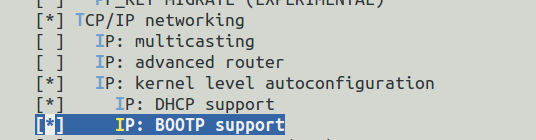 PF_KEY MIGRATE (EXPERIMENTAL)
[*] TCP/IP networking
[ ] IP: multicasting
[ ] IP: advanced router
[*] IP: kernel level autoconfiguration
[*] IP: DHCP support
[*] IP: BOOTP support